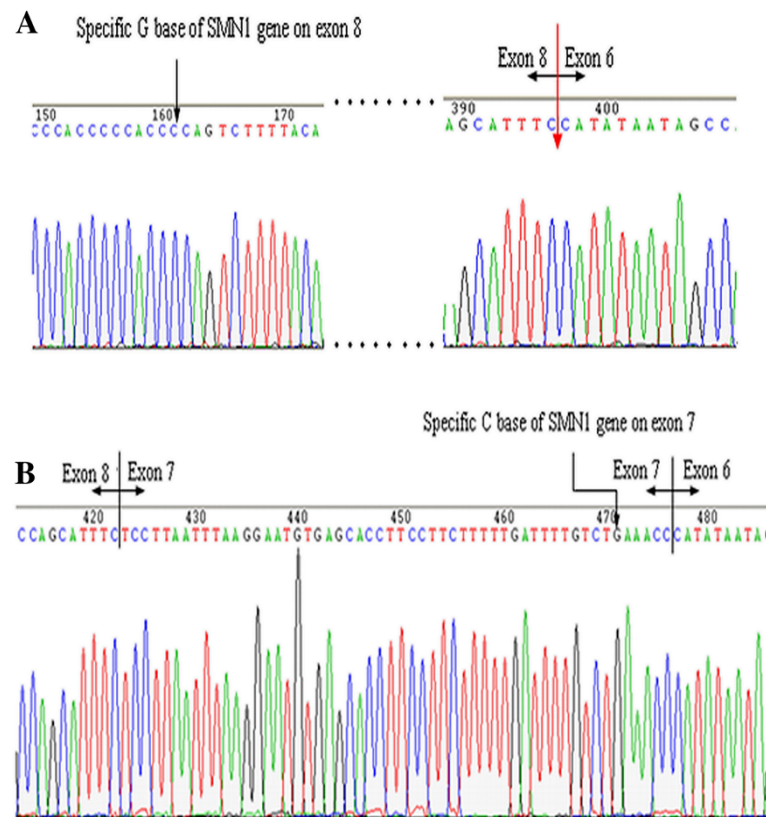 A
Specific G base of SMN1 gene on exon 8
Exon 8 Exon 6
150 160 170 390 400
CCCACCCCCACCCCAGTCTTTTACA AGCATTTCCATATAATAGCC
Specific C base of SMN1 gene on exon 7
B
Exon 8 Exon 7 Exon 7 Exon 6
420 430 440 450 460 470 480
CCAGCATTTCTCCTTAATTTAAGGAATGTGAGCACCTTCCTTCTTTTTGATTTTGTCTGAAACCCATATAATA